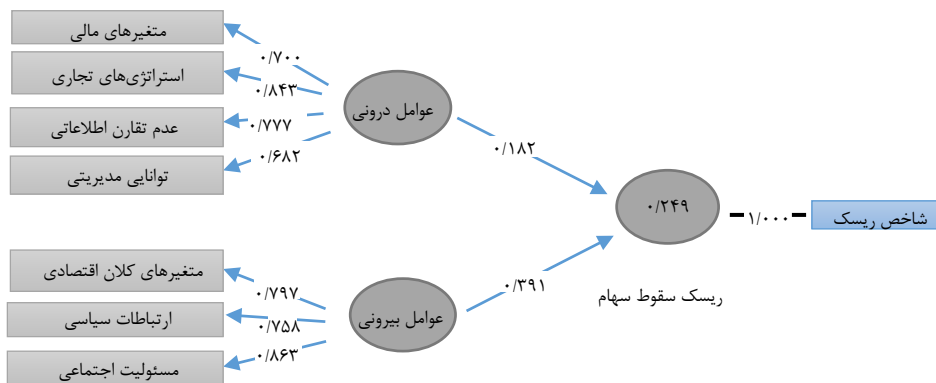 متغیرهای مالی
۰/۷۰۰
استراتژی‌های تجاری
۰/۸۴۳
عوامل درونی
عدم تقارن اطلاعاتی
۰/۷۷۷
توانایی مدیریتی
۰/۶۸۲
۰/۱۸۲
۰/۲۴۹
۱/۰۰۰
شاخص ریسک
ریسک سقوط سهام
۰/۳۹۱
متغیرهای کلان اقتصادی
۰/۷۹۷
ارتباطات سیاسی
۰/۷۵۸
عوامل بیرونی
مسئولیت اجتماعی
۰/۸۶۳